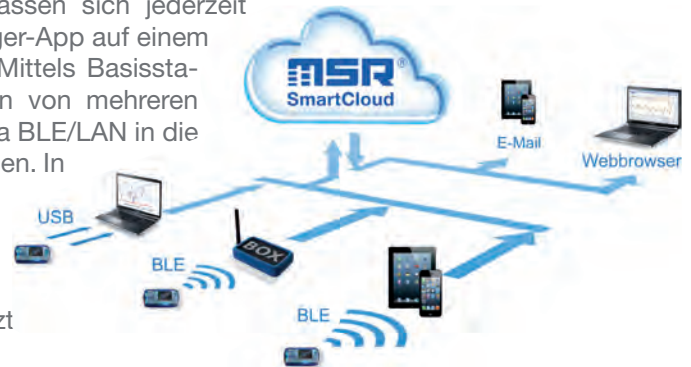 assen sich jederzeit
ger-App auf einem
Mittels Basissta-
n von mehreren
a BLE/LAN in die
en. In
zt
MSR®
SmartCloud
E-Mail
Webbrowser
USB
BOX
BLE
BLE